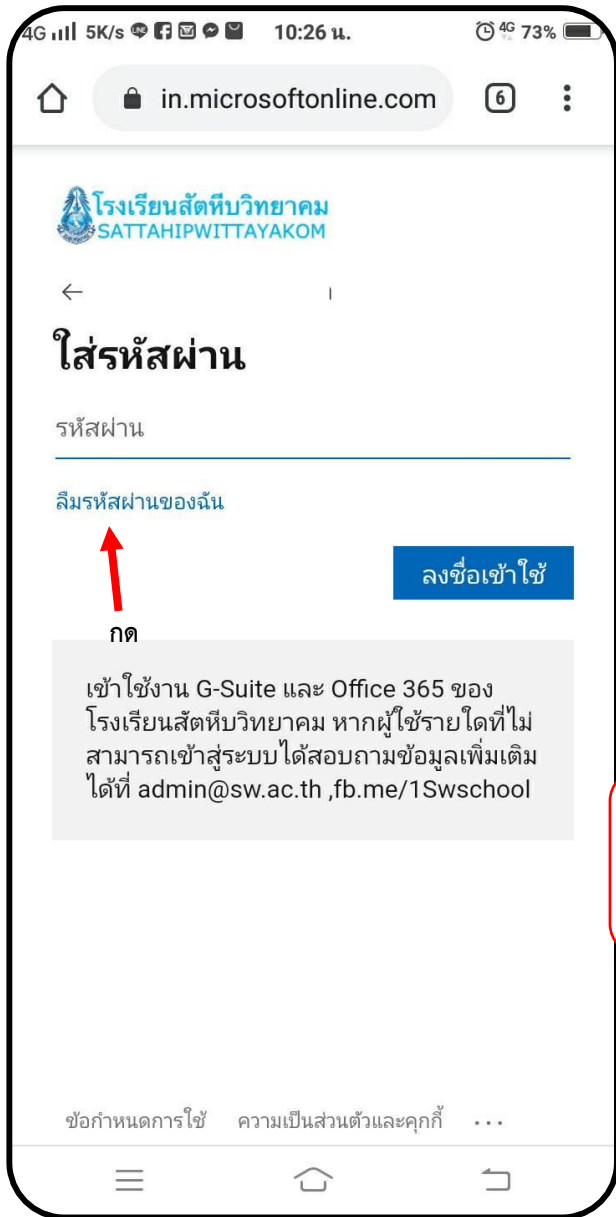 4G 5K/s 10:26 น. 4G 73%
in.microsoftonline.com 6
โรงเรียนสัตหีบวิทยาคม
SATTAHIPWITTAYAKOM
ใส่รหัสผ่าน
รหัสผ่าน
ลืมรหัสผ่านของฉัน
ลงชื่อเข้าใช้
กด
เข้าใช้งาน G-Suite และ Office 365 ของ
โรงเรียนสัตหีบวิทยาคม หากผู้ใช้รายใดที่ไม่
สามารถเข้าสู่ระบบได้สอบถามข้อมูลเพิ่มเติม
ได้ที่ admin@sw.ac.th ,fb.me/1Swschool
ข้อกำหนดการใช้ ความเป็นส่วนตัวและคุกกี้ ...